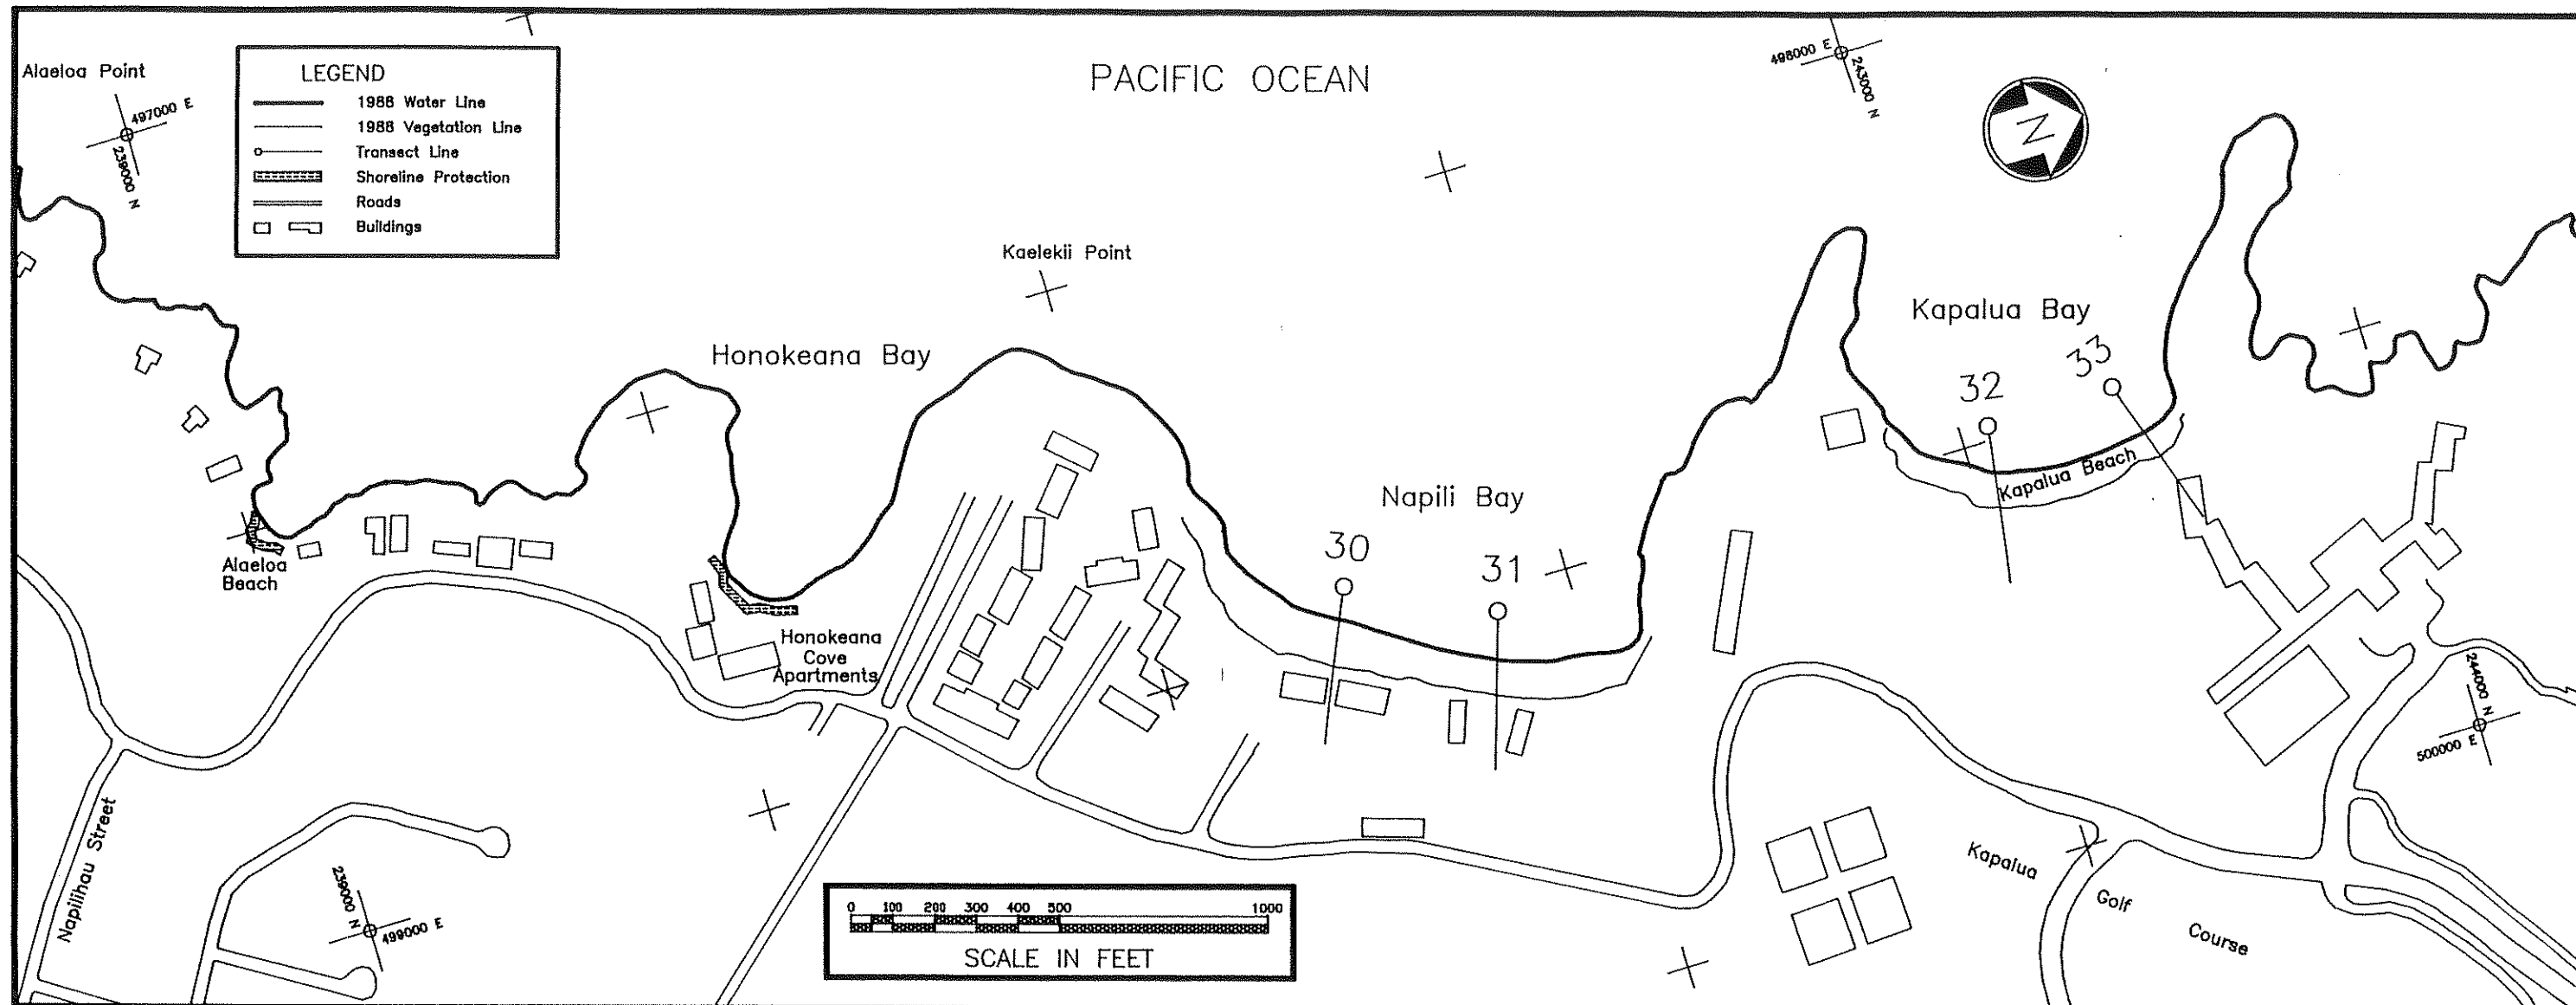 PACIFIC OCEAN
Alaeloa Point
497000 E
239000 N
LEGEND
1988 Water Line
1988 Vegetation Line
Transect Line
Shoreline Protection
Roads
Buildings
498000 E
243000 N
N
Kaelekii Point
Honokeana Bay
Kapalua Bay
33
32
Kapalua Beach
Napili Bay
30
31
Alaeloa
Beach
Honokeana
Cove
Apartments
244000 N
500000 E
Napilihau Street
239000 N
499000 E
Kapalua
Golf
Course
0 100 200 300 400 500 1000
SCALE IN FEET